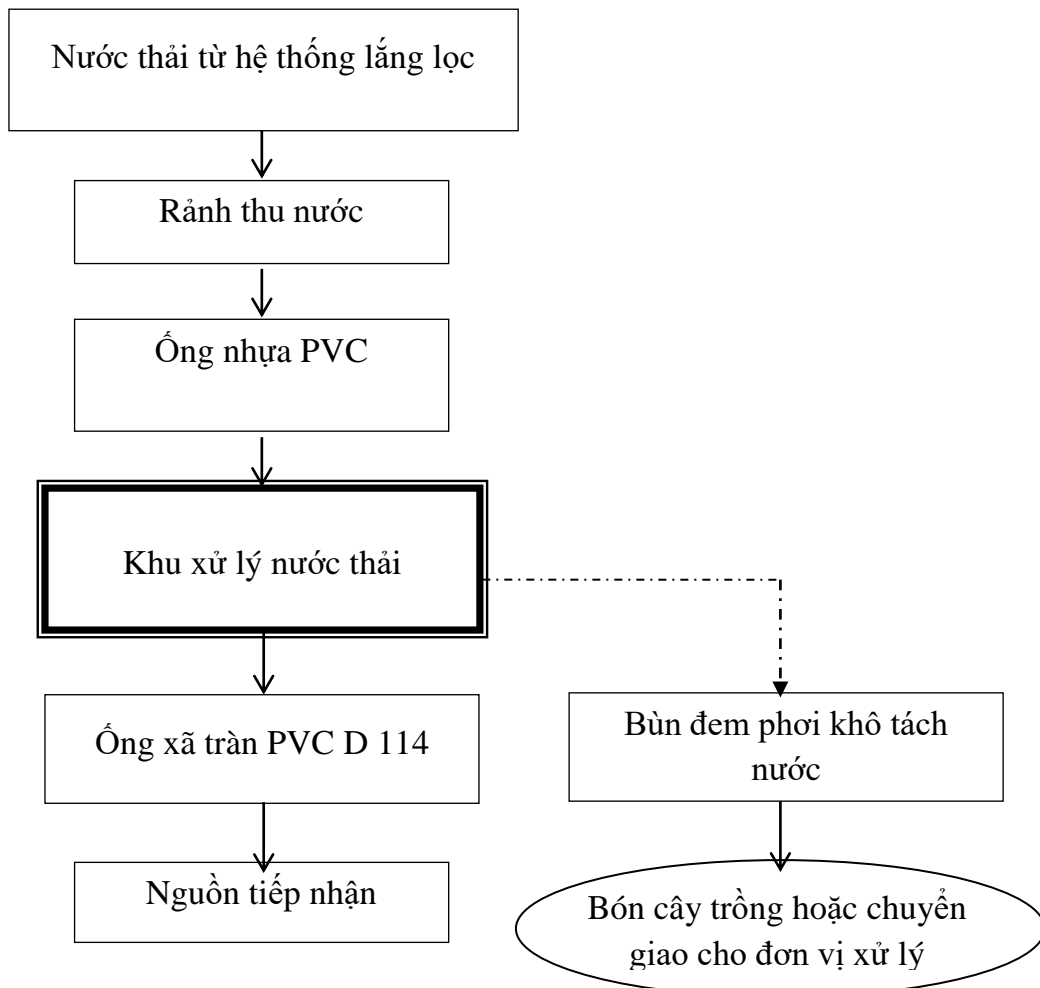 Nước thải từ hệ thống lắng lọc
Rảnh thu nước
Ống nhựa PVC
Khu xử lý nước thải
Ống xã tràn PVC D 114
Nguồn tiếp nhận
Bùn đem phơi khô tách
nước
Bón cây trồng hoặc chuyển
giao cho đơn vị xử lý